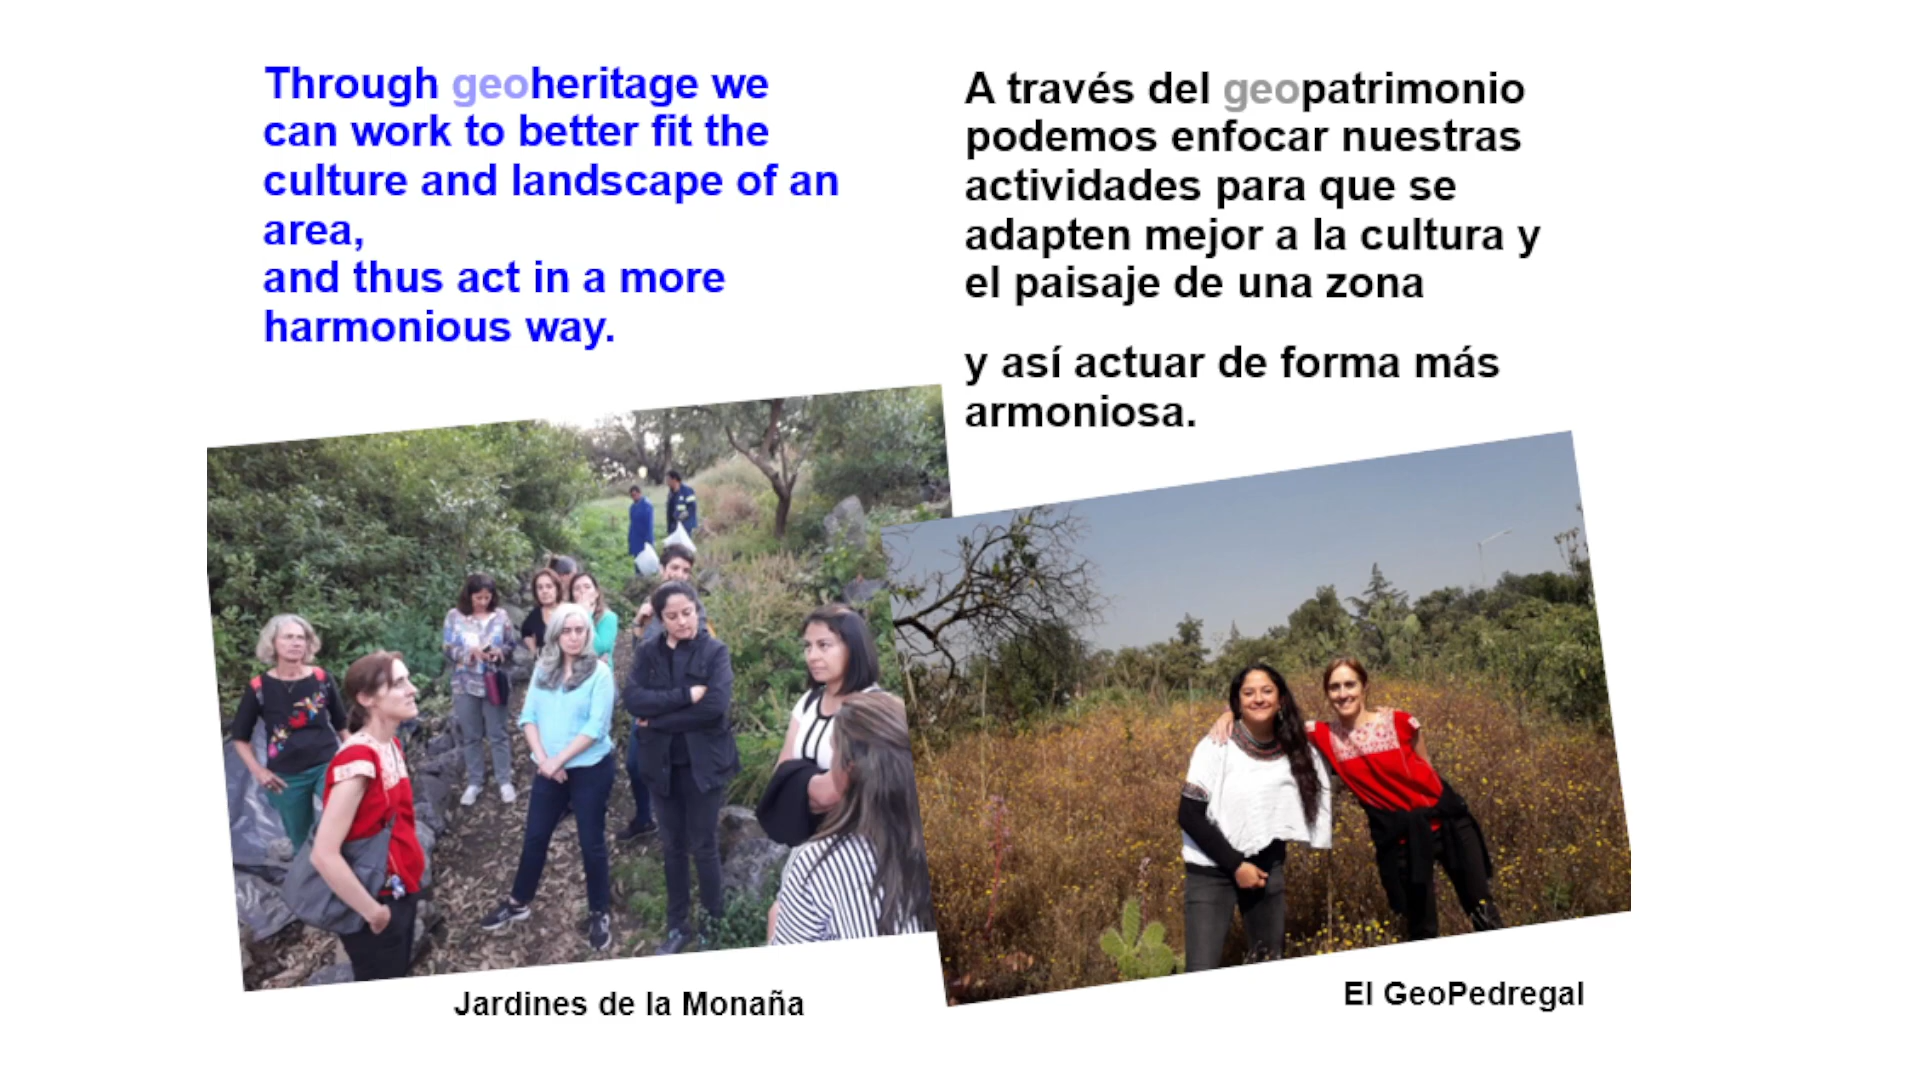 Through geoheritage we
can work to better fit the
culture and landscape of an
area,
and thus act in a more
harmonious way.
A través del geopatrimonio
podemos enfocar nuestras
actividades para que se
adapten mejor a la cultura y
el paisaje de una zona
y así actuar de forma más
armoniosa.
Jardines de la Monaña
El GeoPedregal